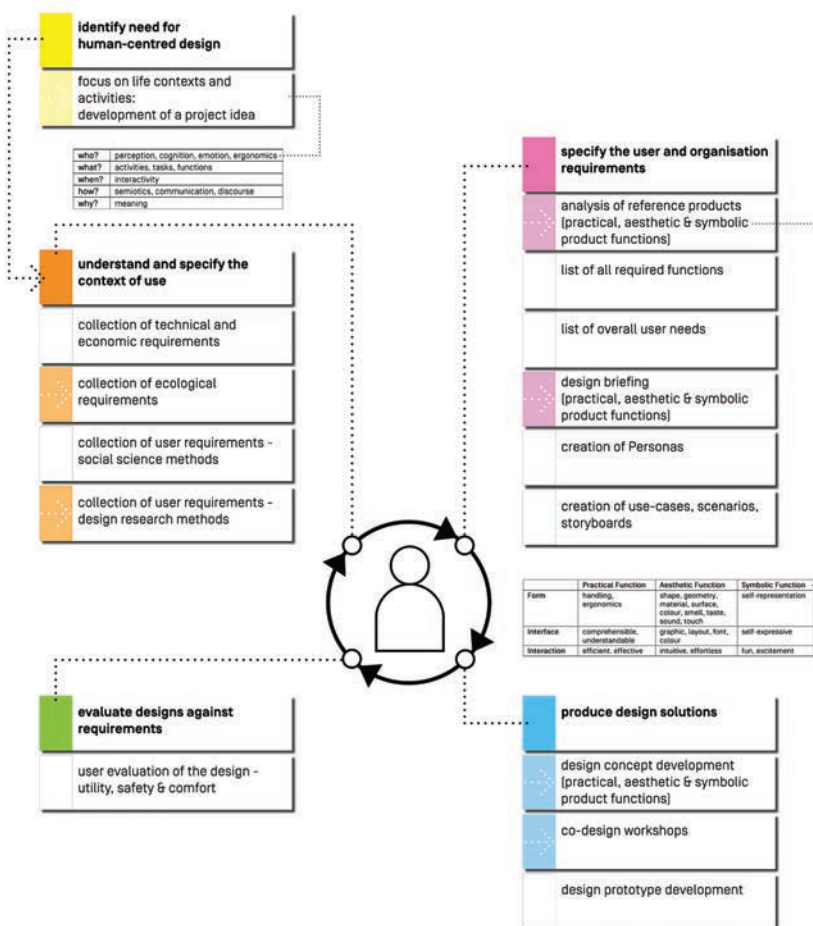 identify need for
human-centred design
focus on life contexts and
activities:
development of a project idea
who? perception, cognition, emotion, ergonomics
what? activities, tasks, functions
when? interactivity
how? semiotics, communication, discourse
why? meaning
understand and specify the
context of use
collection of technical and
economic requirements
collection of ecological
requirements
collection of user requirements -
social science methods
collection of user requirements -
design research methods
specify the user and organisation
requirements
analysis of reference products
(practical, aesthetic & symbolic
product functions)
list of all required functions
list of overall user needs
design briefing
(practical, aesthetic & symbolic
product functions)
creation of Personas
creation of use-cases, scenarios,
storyboards
Practical Function Aesthetic Function Symbolic Function
Form handling, shape, geometry, self-representation
ergonomics material, surface,
colour, smell, taste,
sound, touch
Interface comprehensible, graphic, layout, font, self-expressive
understandable colour
Interaction efficient, effective intuitive, effortless fun, excitement
evaluate designs against
requirements
user evaluation of the design -
utility, safety & comfort
produce design solutions
design concept development
(practical, aesthetic & symbolic
product functions)
co-design workshops
design prototype development